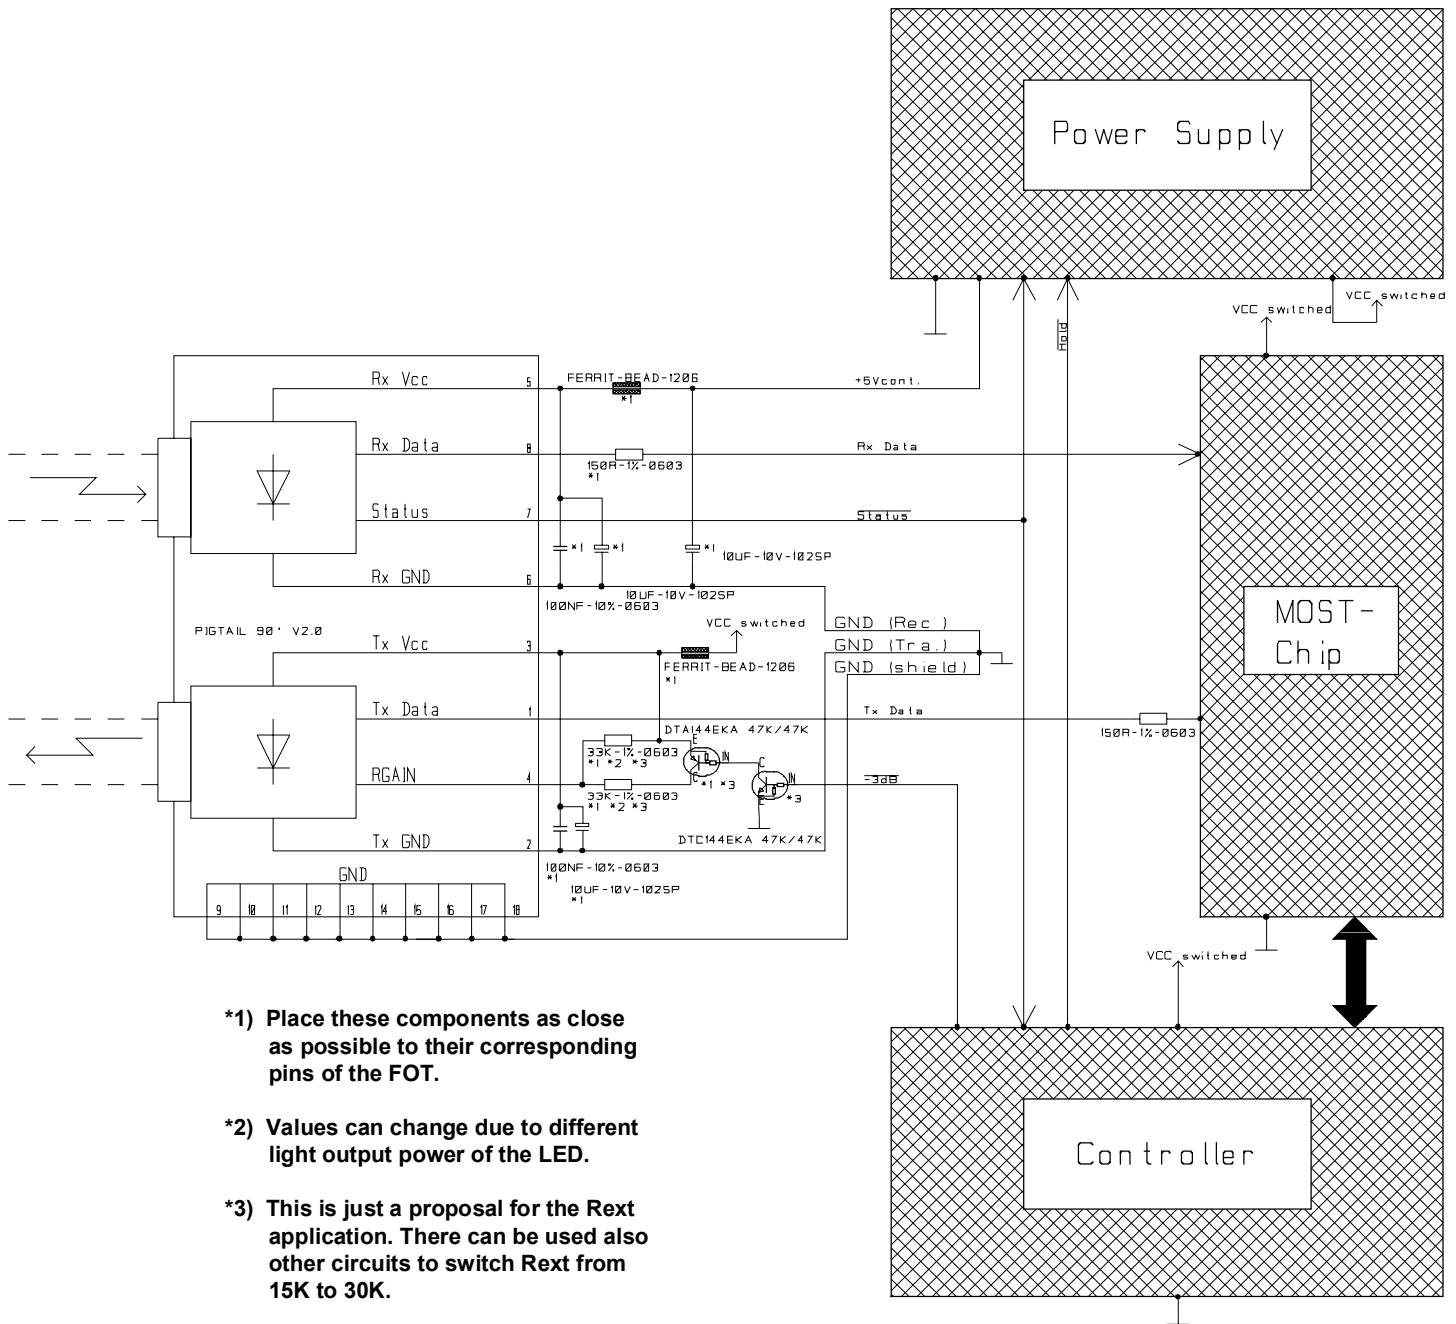 Power Supply
VCC switched
VCC switched
Hold
Rx Vcc
5
FERRIT-BEAD-1206
*1
+5Vcont.
Rx Data
8
150R-1%-0603
*1
Rx Data
Status
7
Status
*1
*1
*1
10UF-10V-102SP
Rx GND
6
10UF-10V-102SP
100NF-10%-0603
PIGTAIL 90° V2.0
VCC switched
GND (Rec.)
GND (Tra.)
GND (shield)
Tx Vcc
3
FERRIT-BEAD-1206
*1
MOST-
Chip
Tx Data
1
Tx Data
150R-1%-0603
DTA144EKA 47K/47K
33K-1%-0603
*1 *2 *3
E
IN
C
*1 *3
RGAIN
4
33K-1%-0603
*1 *2 *3
C
IN
E
*3
-3dB
DTC144EKA 47K/47K
Tx GND
2
100NF-10%-0603
*1
10UF-10V-102SP
*1
GND
9 10 11 12 13 14 15 16 17 18
VCC switched
*1) Place these components as close
as possible to their corresponding
pins of the FOT.
*2) Values can change due to different
light output power of the LED.
*3) This is just a proposal for the Rext
application. There can be used also
other circuits to switch Rext from
15K to 30K.
Controller